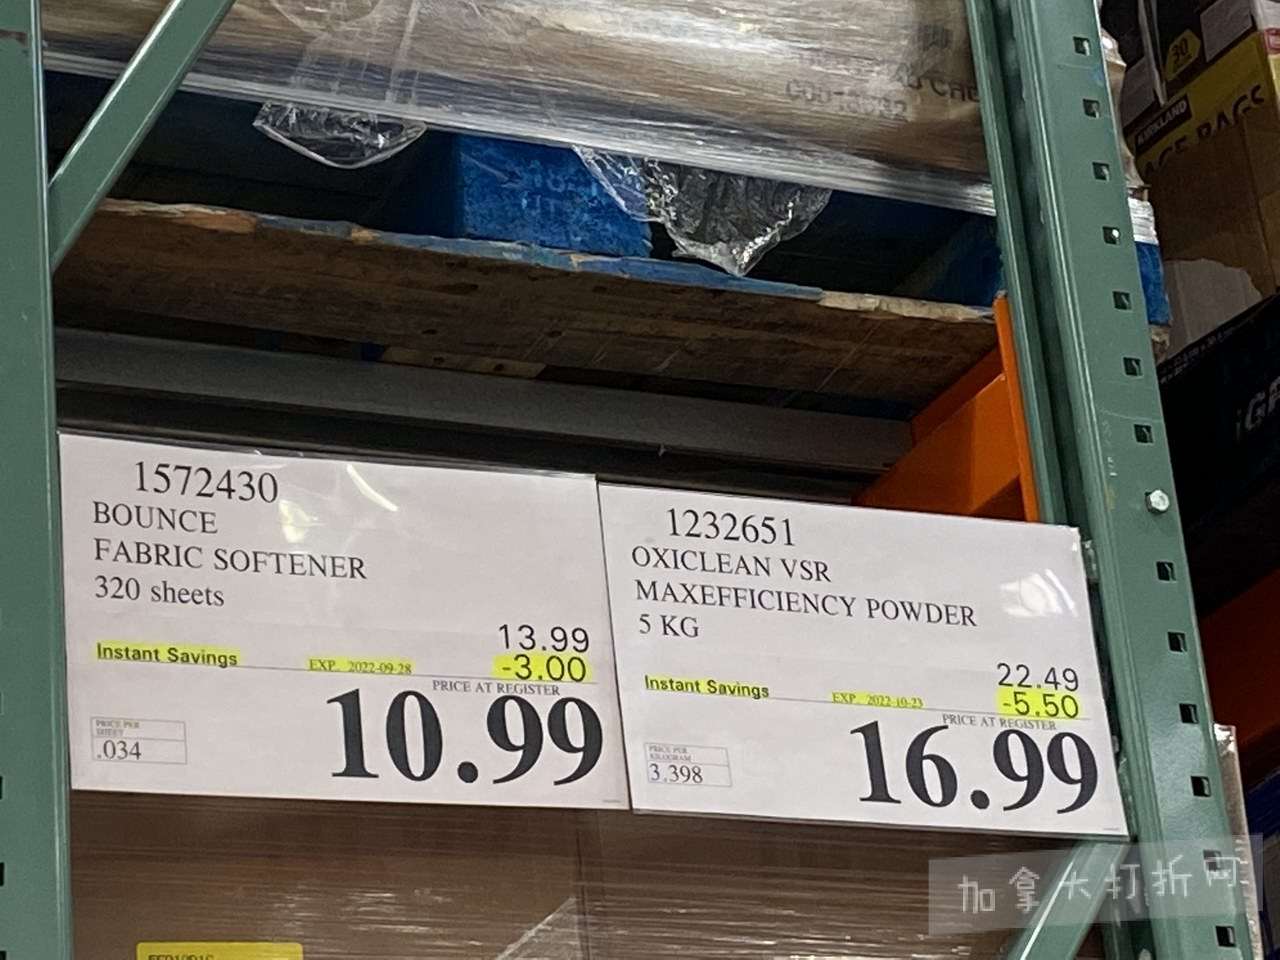 C0018932
30
KIRKLAND
1572430
BOUNCE
FABRIC SOFTENER
320 sheets
13.99
Instant Savings EXP. 2022-09-28 -3.00
PRICE AT REGISTER
PRICE PER
SHEET
.034
10.99
1232651
OXICLEAN VSR
MAXEFFICIENCY POWDER
5 KG
22.49
Instant Savings EXP. 2022-10-23 -5.50
PRICE AT REGISTER
PRICE PER
KILOGRAM
3.398
16.99
加拿大打折网